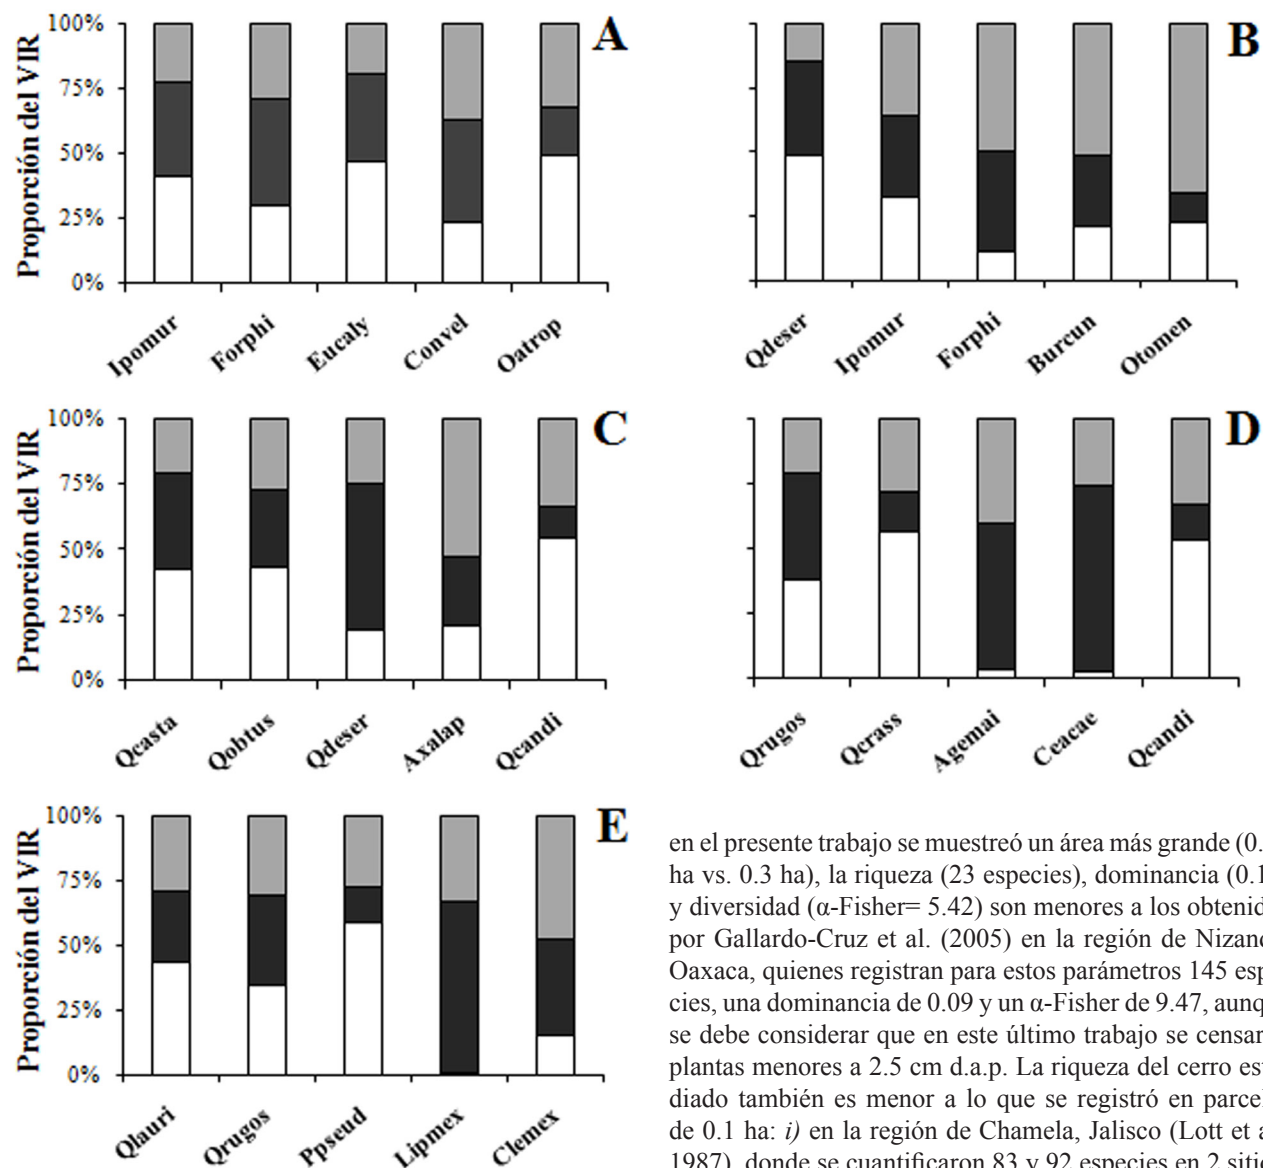 100%
75%
50%
25%
0%
Proporción del VIR
A
Ipomur
Forphi
Eucaly
Convel
Oatrop
B
Qdeser
Ipomur
Forphi
Burcun
Otomen
100%
75%
50%
25%
0%
Proporción del VIR
C
Qcasta
Qobtus
Qdeser
Axalap
Qcandi
D
Qrugos
Qcrass
Agemai
Ceacae
Qcandi
100%
75%
50%
25%
0%
Proporción del VIR
E
Qlauri
Qrugos
Ppseud
Lipmex
Clemex
en el presente trabajo se muestreó un área más grande (0.
ha vs. 0.3 ha), la riqueza (23 especies), dominancia (0.1
y diversidad (α-Fisher= 5.42) son menores a los obtenid
por Gallardo-Cruz et al. (2005) en la región de Nizand
Oaxaca, quienes registran para estos parámetros 145 esp
cies, una dominancia de 0.09 y un α-Fisher de 9.47, aunq
se debe considerar que en este último trabajo se censar
plantas menores a 2.5 cm d.a.p. La riqueza del cerro est
diado también es menor a lo que se registró en parcel
de 0.1 ha: i) en la región de Chamela, Jalisco (Lott et a
1987), donde se cuantificaron 83 y 92 especies en 2 siti